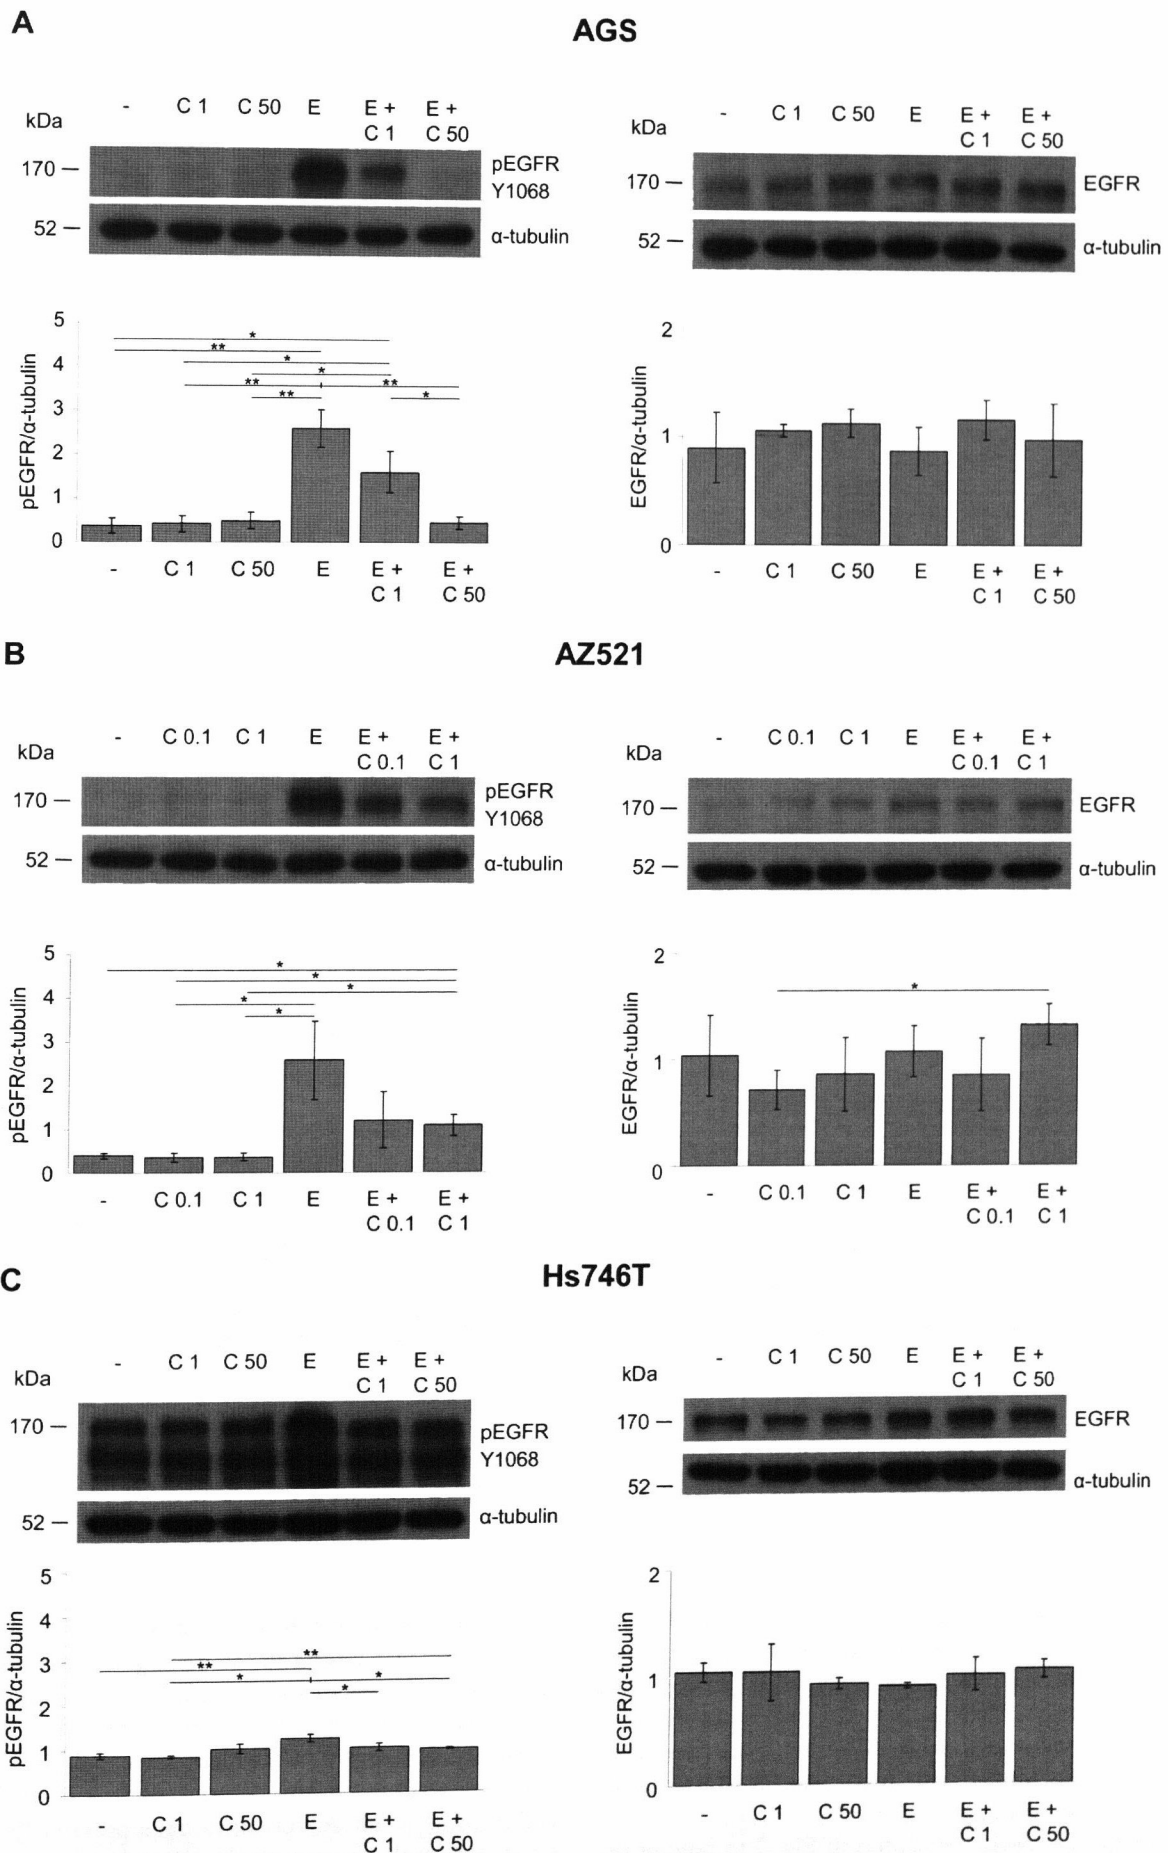 A
AGS
kDa
- C 1 C 50 E E + E +
C 1 C 50
170
pEGFR
Y1068
52
α-tubulin
kDa
- C 1 C 50 E E + E +
C 1 C 50
170
EGFR
52
α-tubulin
pEGFR/α-tubulin
5
4
3
2
1
0
*
**
*
*
** **
** *
- C 1 C 50 E E + E +
C 1 C 50
EGFR/α-tubulin
2
1
0
- C 1 C 50 E E + E +
C 1 C 50
B
AZ521
kDa
- C 0.1 C 1 E E + E +
C 0.1 C 1
170
pEGFR
Y1068
52
α-tubulin
kDa
- C 0.1 C 1 E E + E +
C 0.1 C 1
170
EGFR
52
α-tubulin
pEGFR/α-tubulin
5
4
3
2
1
0
*
*
*
*
*
- C 0.1 C 1 E E + E +
C 0.1 C 1
EGFR/α-tubulin
2
1
0
*
- C 0.1 C 1 E E + E +
C 0.1 C 1
C
Hs746T
kDa
- C 1 C 50 E E + E +
C 1 C 50
170
pEGFR
Y1068
52
α-tubulin
kDa
- C 1 C 50 E E + E +
C 1 C 50
170
EGFR
52
α-tubulin
pEGFR/α-tubulin
5
4
3
2
1
0
**
**
* *
*
- C 1 C 50 E E + E +
C 1 C 50
EGFR/α-tubulin
2
1
0
- C 1 C 50 E E + E +
C 1 C 50